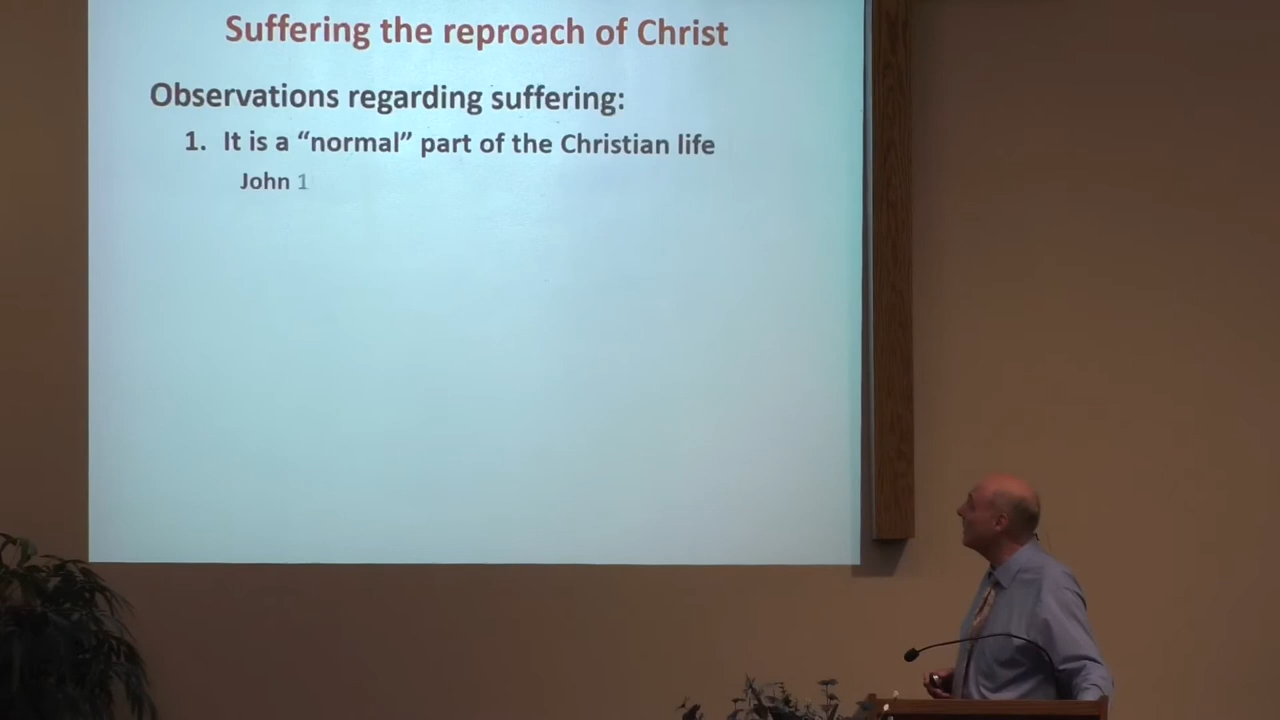 Suffering the reproach of Christ
Observations regarding suffering:
1. It is a “normal” part of the Christian life
John 1